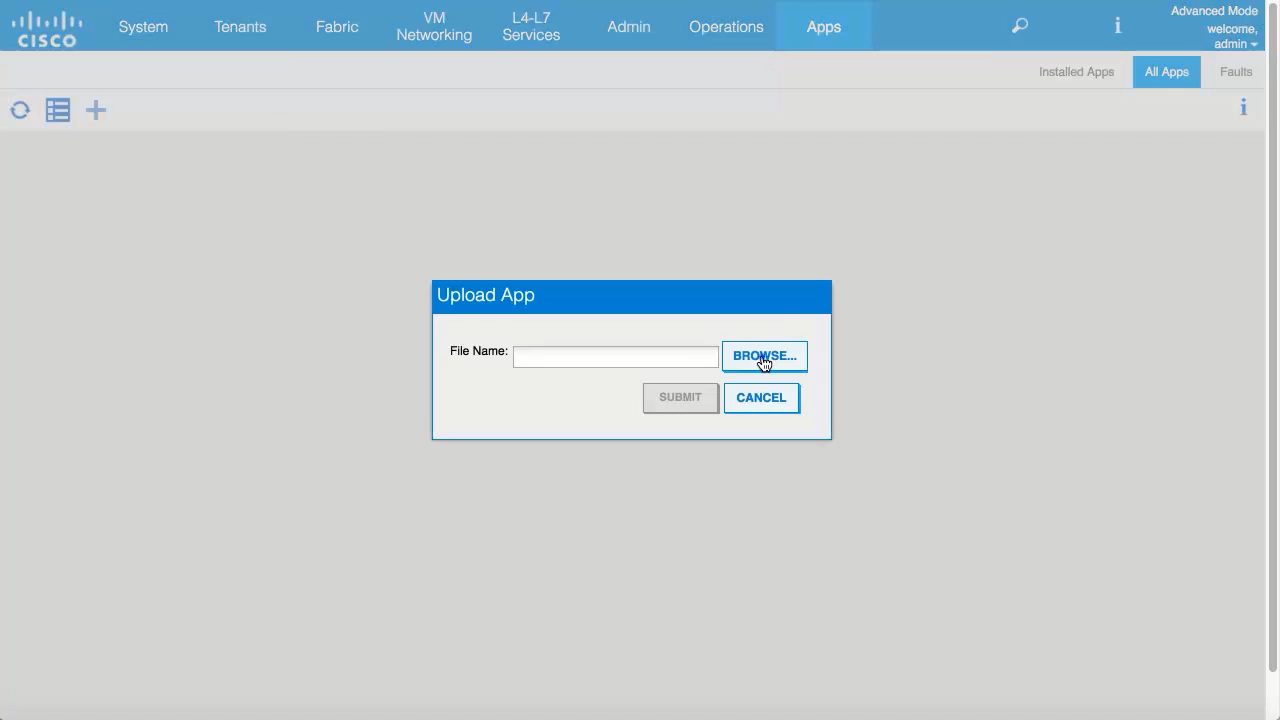 CISCO
System
Tenants
Fabric
VM
Networking
L4-L7
Services
Admin
Operations
Apps
i
Advanced Mode
welcome,
admin
Installed Apps
All Apps
Faults
i
Upload App
File Name:
BROWSE...
SUBMIT
CANCEL